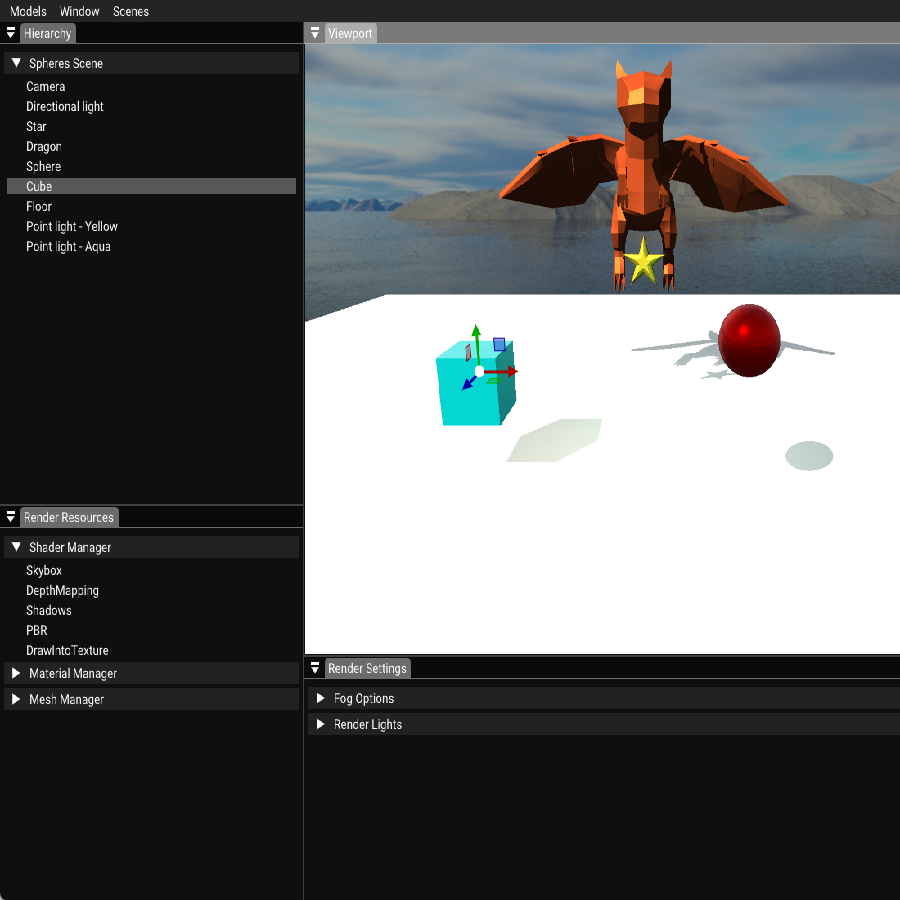 Models Window Scenes
Hierarchy
Spheres Scene
Camera
Directional light
Star
Dragon
Sphere
Cube
Floor
Point light - Yellow
Point light - Aqua
Render Resources
Shader Manager
Skybox
DepthMapping
Shadows
PBR
DrawIntoTexture
Material Manager
Mesh Manager
Viewport
Render Settings
Fog Options
Render Lights